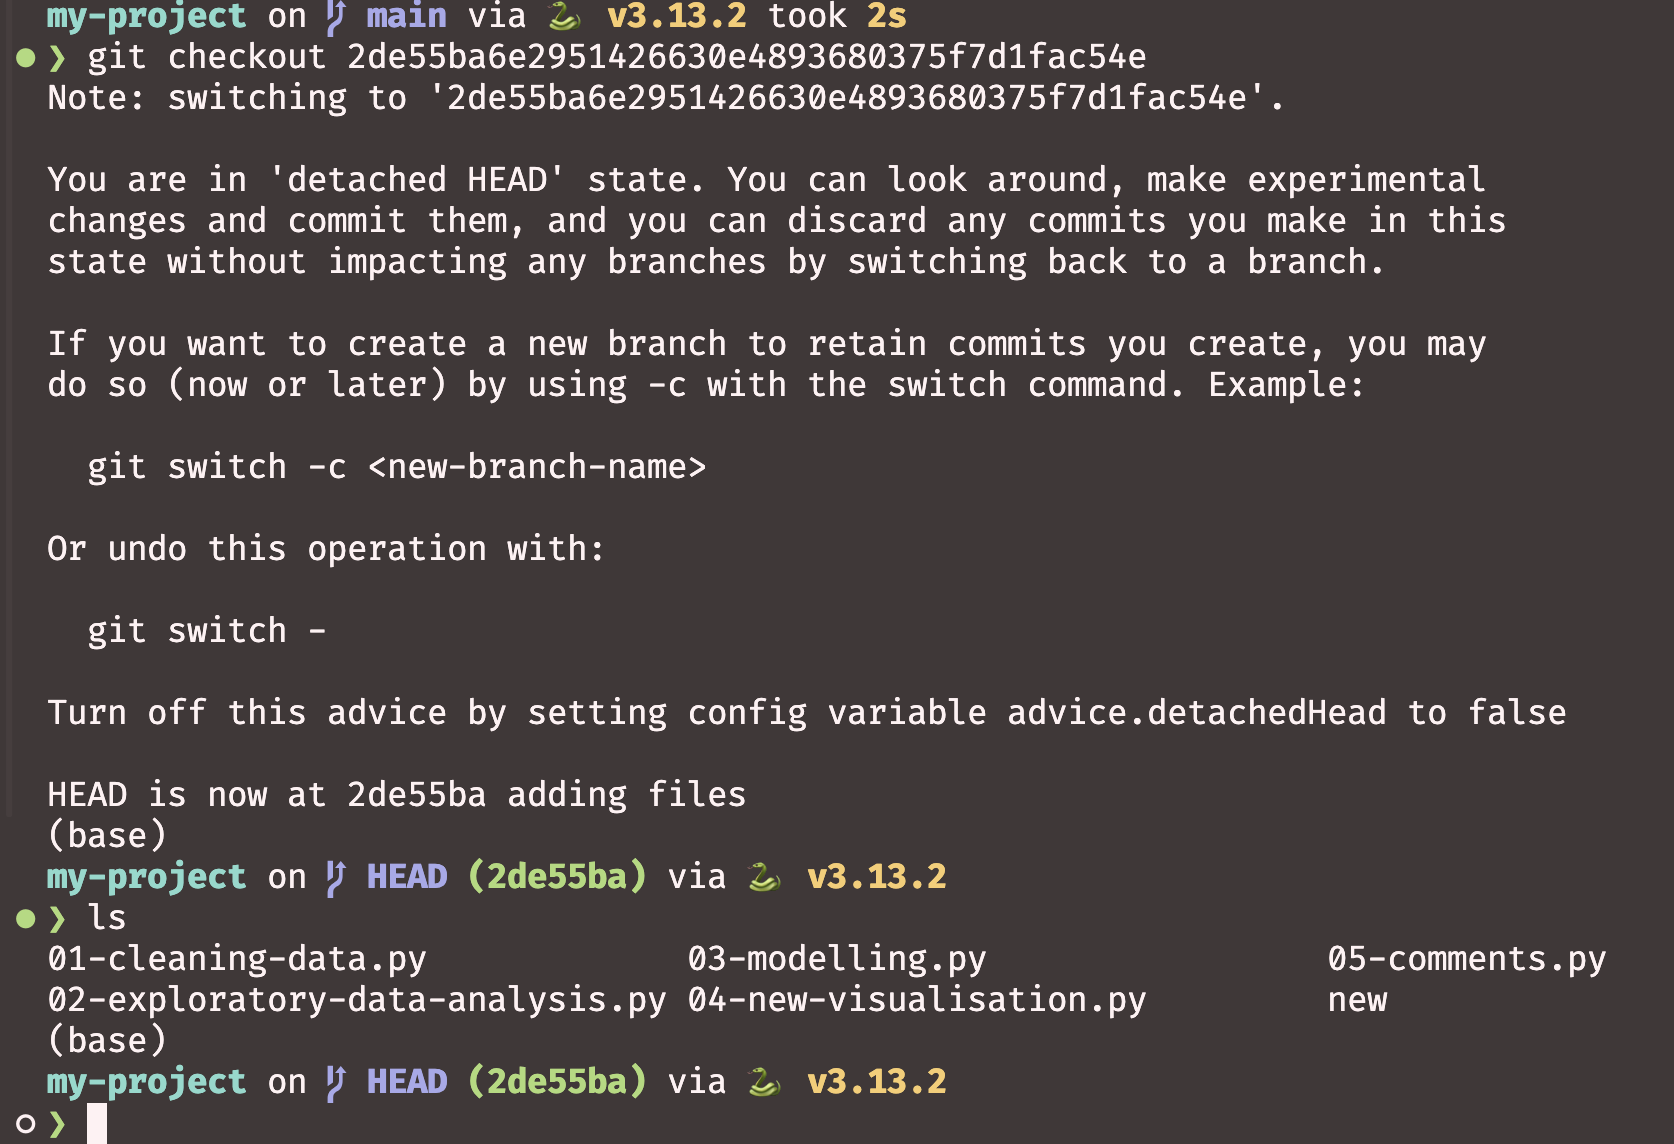 my-project on main via 🐍 v3.13.2 took 2s
❯ git checkout 2de55ba6e2951426630e4893680375f7d1fac54e
Note: switching to '2de55ba6e2951426630e4893680375f7d1fac54e'.
You are in 'detached HEAD' state. You can look around, make experimental
changes and commit them, and you can discard any commits you make in this
state without impacting any branches by switching back to a branch.
If you want to create a new branch to retain commits you create, you may
do so (now or later) by using -c with the switch command. Example:
git switch -c <new-branch-name>
Or undo this operation with:
git switch -
Turn off this advice by setting config variable advice.detachedHead to false
HEAD is now at 2de55ba adding files
(base)
my-project on HEAD (2de55ba) via 🐍 v3.13.2
❯ ls
01-cleaning-data.py 03-modelling.py 05-comments.py
02-exploratory-data-analysis.py 04-new-visualisation.py new
(base)
my-project on HEAD (2de55ba) via 🐍 v3.13.2
❯